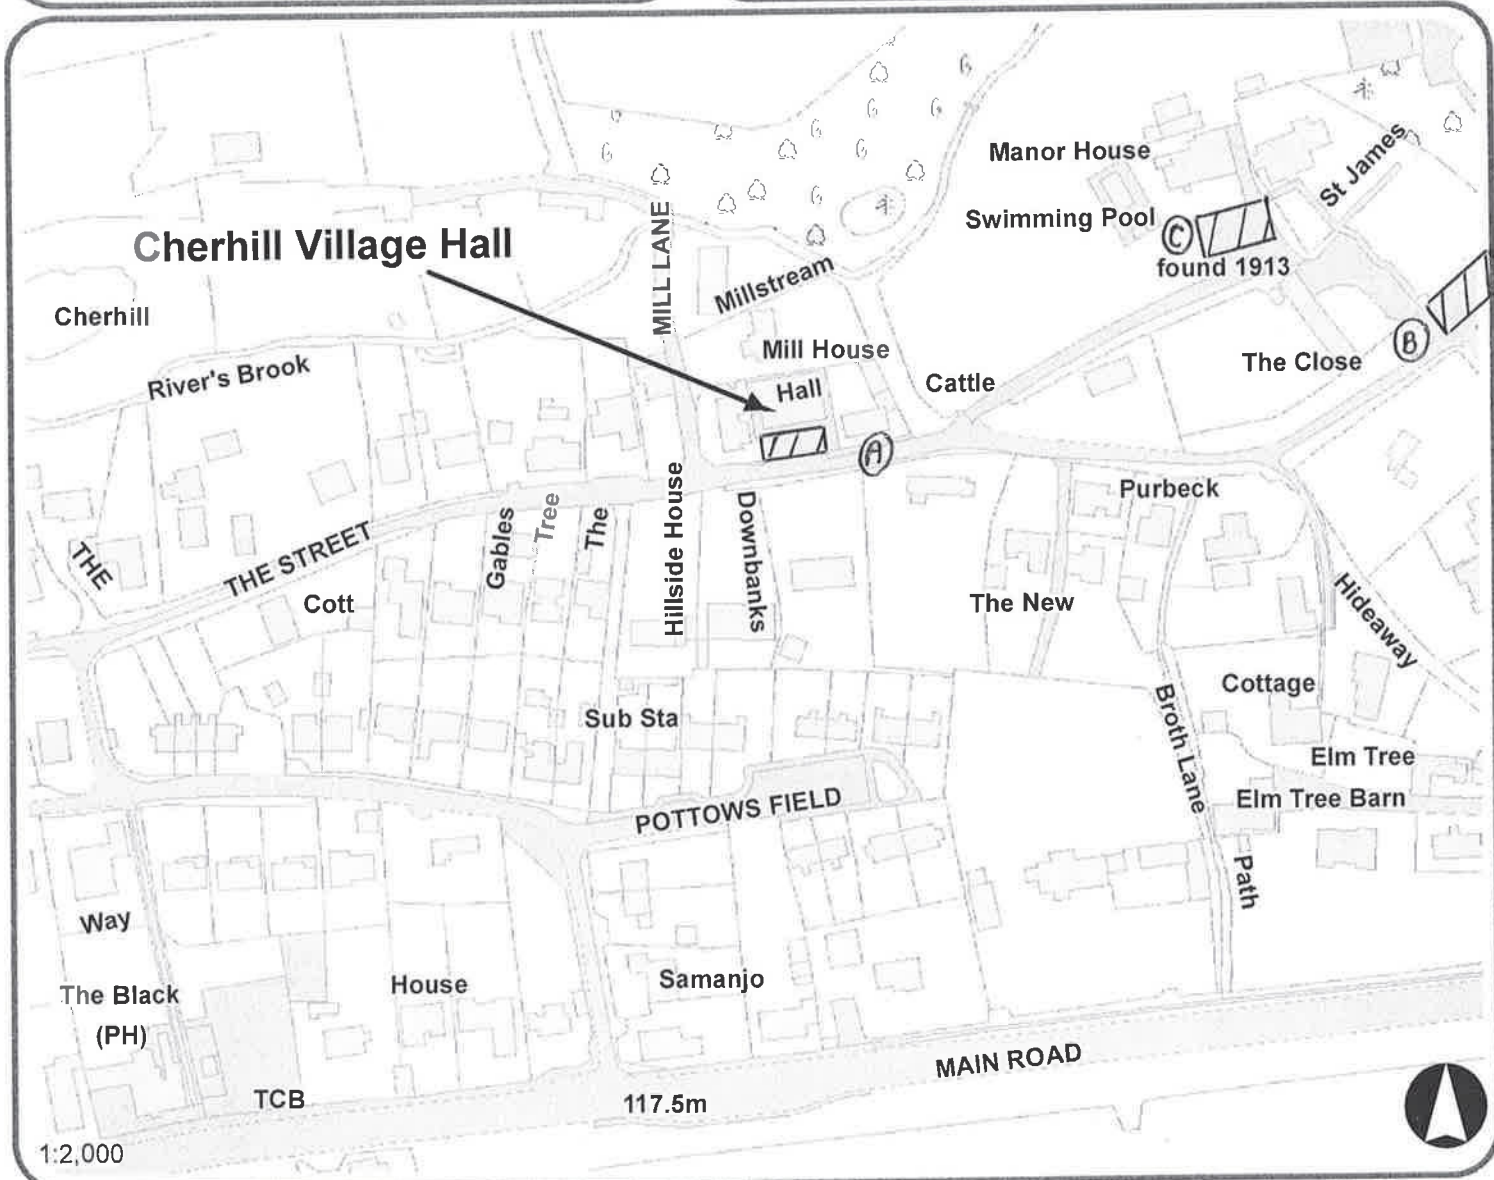 Manor House
St James
MILL LANE
Swimming Pool
C
Cherhill Village Hall
found 1913
Millstream
Cherhill
Mill House
B
The Close
River's Brook
Hall
Cattle
A
Purbeck
Hillside House
Downbanks
Gables
Tree
The
THE STREET
THE
Cott
The New
Hideaway
Cottage
Sub Sta
Broth Lane
Elm Tree
POTTOWS FIELD
Elm Tree Barn
Path
Way
Samanjo
House
The Black
(PH)
MAIN ROAD
TCB
117.5m
1:2,000